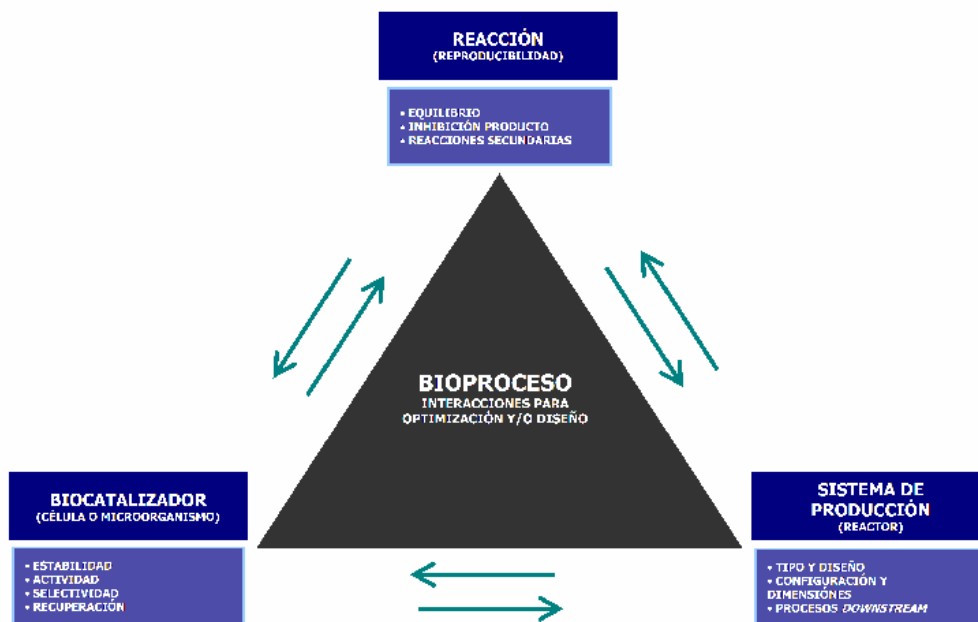 REACCIÓN
(REPRODUCIBILIDAD)
• EQUILIBRIO
• INHIBICIÓN PRODUCTO
• REACCIONES SECUNDARIAS
BIOPROCESO
INTERACCIONES PARA
OPTIMIZACIÓN Y/O DISEÑO
BIOCATALIZADOR
(CÉLULA O MICROORGANISMO)
• ESTABILIDAD
• ACTIVIDAD
• SELECTIVIDAD
• RECUPERACIÓN
SISTEMA DE
PRODUCCIÓN
(REACTOR)
• TIPO Y DISEÑO
• CONFIGURACIÓN Y
DIMENSIÓNES
• PROCESOS DOWNSTREAM